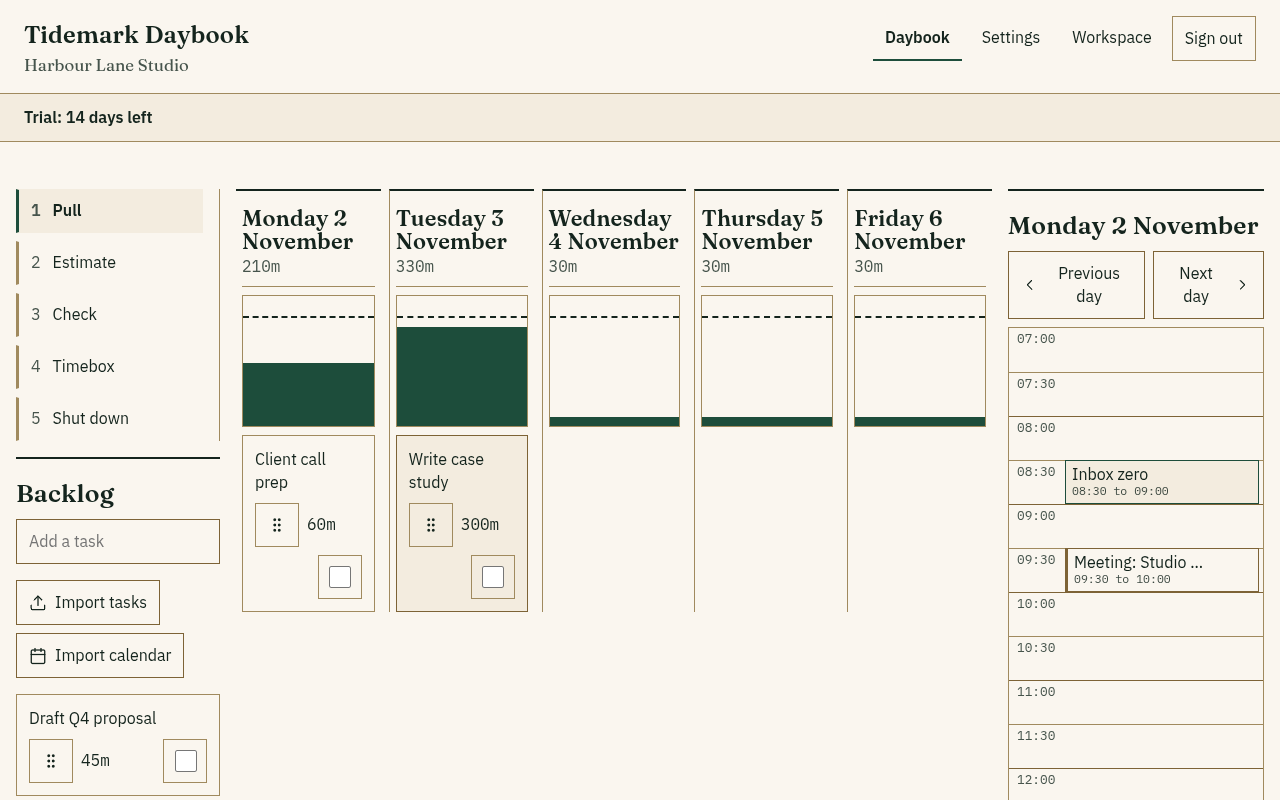 Tidemark Daybook
Harbour Lane Studio
Daybook
Settings
Workspace
Sign out
Trial: 14 days left
1 Pull
2 Estimate
3 Check
4 Timebox
5 Shut down
Backlog
Add a task
Import tasks
Import calendar
Draft Q4 proposal
45m
Monday 2
November
210m
Client call
prep
60m
Tuesday 3
November
330m
Write case
study
300m
Wednesday
4 November
30m
Thursday 5
November
30m
Friday 6
November
30m
Monday 2 November
Previous
day
Next
day
07:00
07:30
08:00
08:30
Inbox zero
08:30 to 09:00
09:00
09:30
Meeting: Studio ...
09:30 to 10:00
10:00
10:30
11:00
11:30
12:00